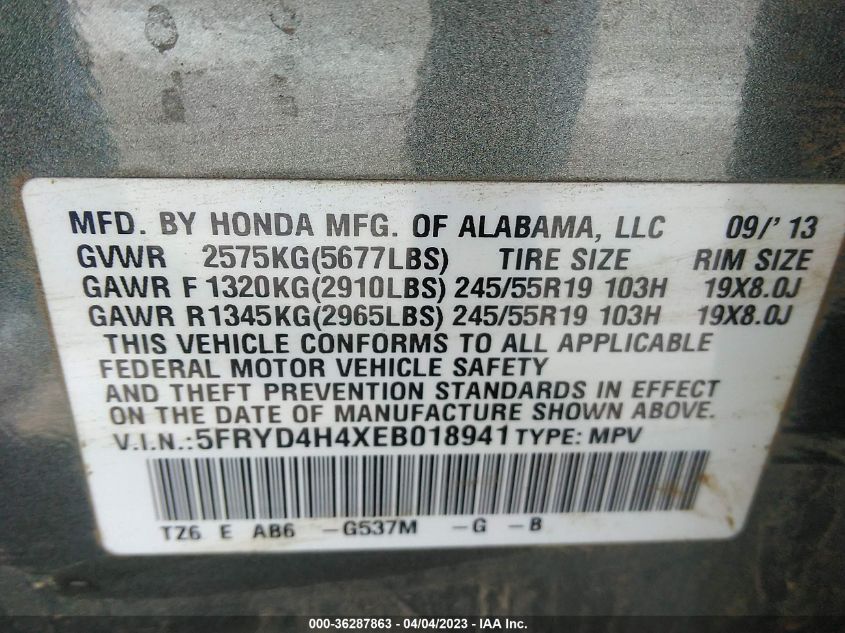 MFD. BY HONDA MFG. OF ALABAMA, LLC 09/' 13
GVWR 2575KG(5677LBS) TIRE SIZE RIM SIZE
GAWR F 1320KG(2910LBS) 245/55R19 103H 19X8.0J
GAWR R 1345KG(2965LBS) 245/55R19 103H 19X8.0J
THIS VEHICLE CONFORMS TO ALL APPLICABLE
FEDERAL MOTOR VEHICLE SAFETY
AND THEFT PREVENTION STANDARDS IN EFFECT
ON THE DATE OF MANUFACTURE SHOWN ABOVE.
V.I.N.: 5FRYD4H4XEB018941 TYPE: MPV
TZ6 E AB6 -G537M -G -B
000-36287863 - 04/04/2023 - IAA Inc.